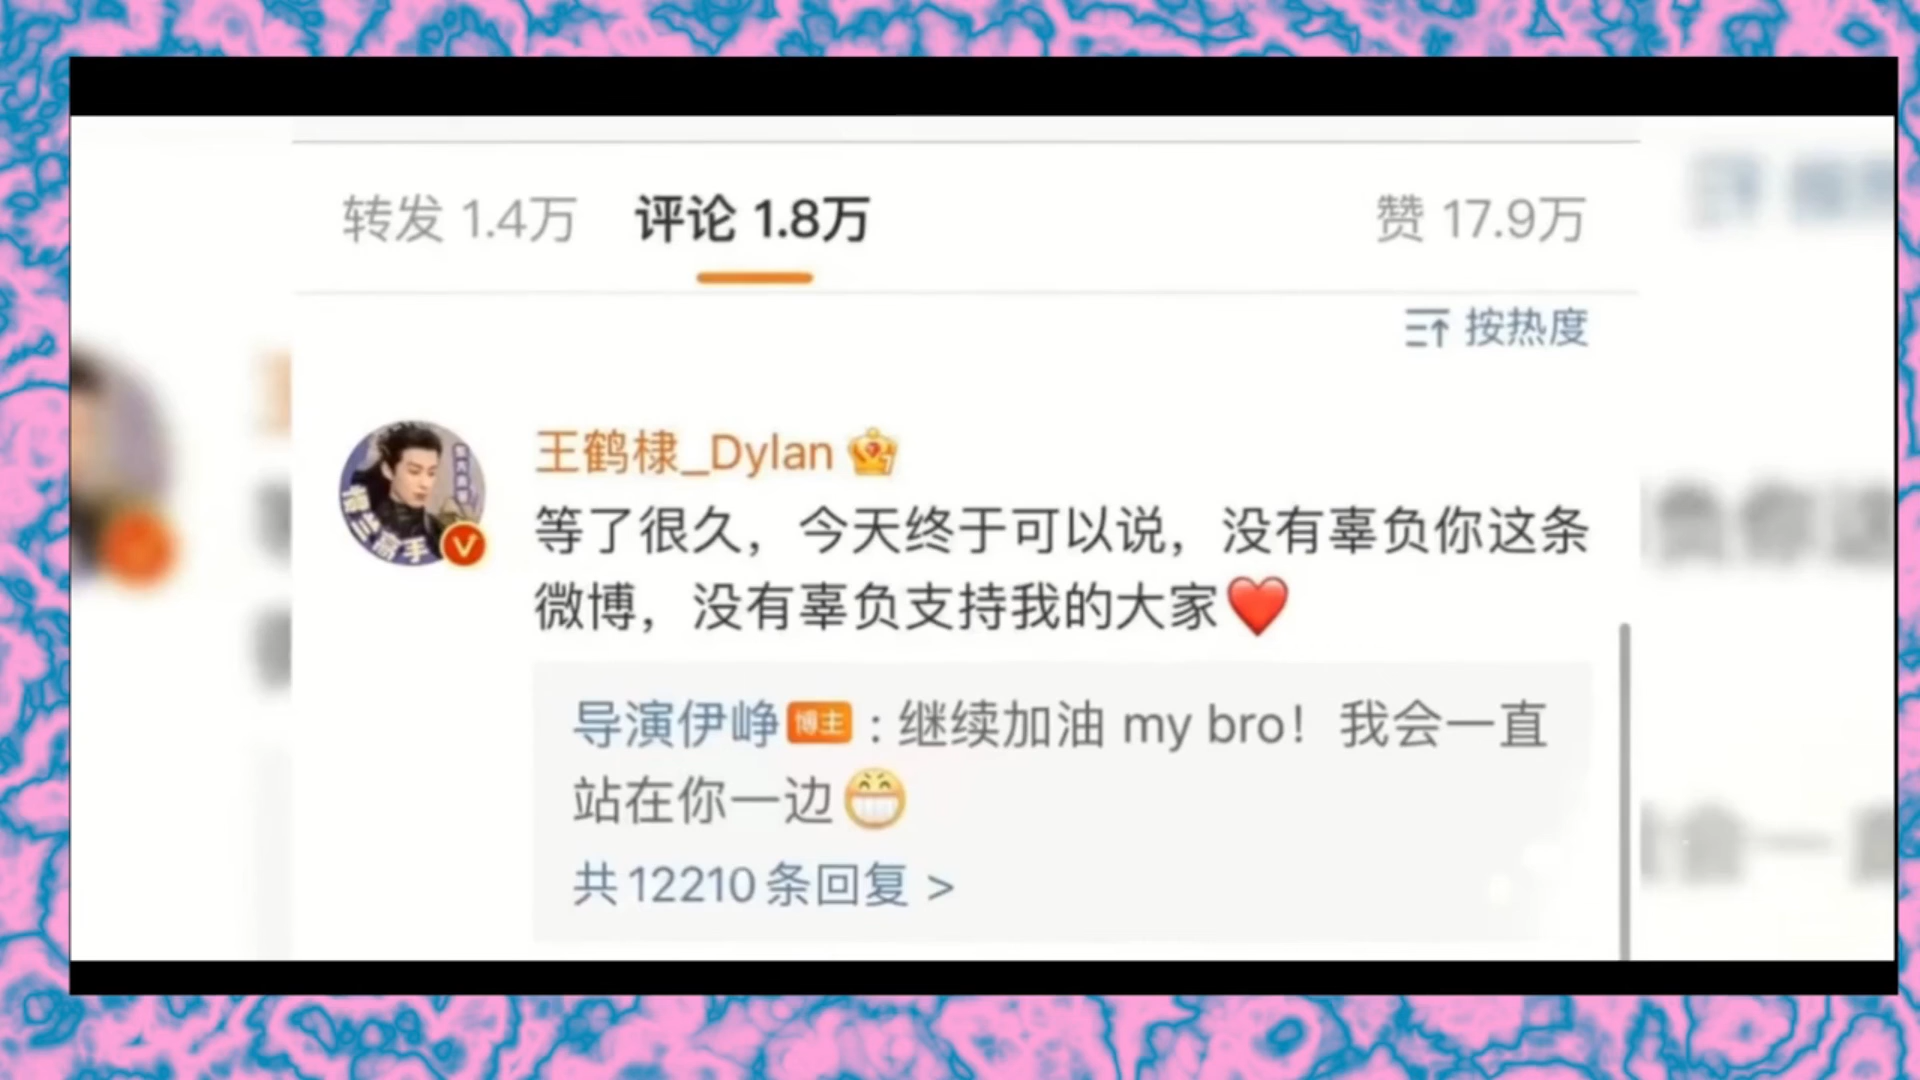 转发 1.4万 评论 1.8万 赞 17.9万
按热度
王鹤棣_Dylan
等了很久，今天终于可以说，没有辜负你这条
微博，没有辜负支持我的大家❤️
导演伊峥 博主：继续加油 my bro！我会一直
站在你一边😁
共12210条回复 >